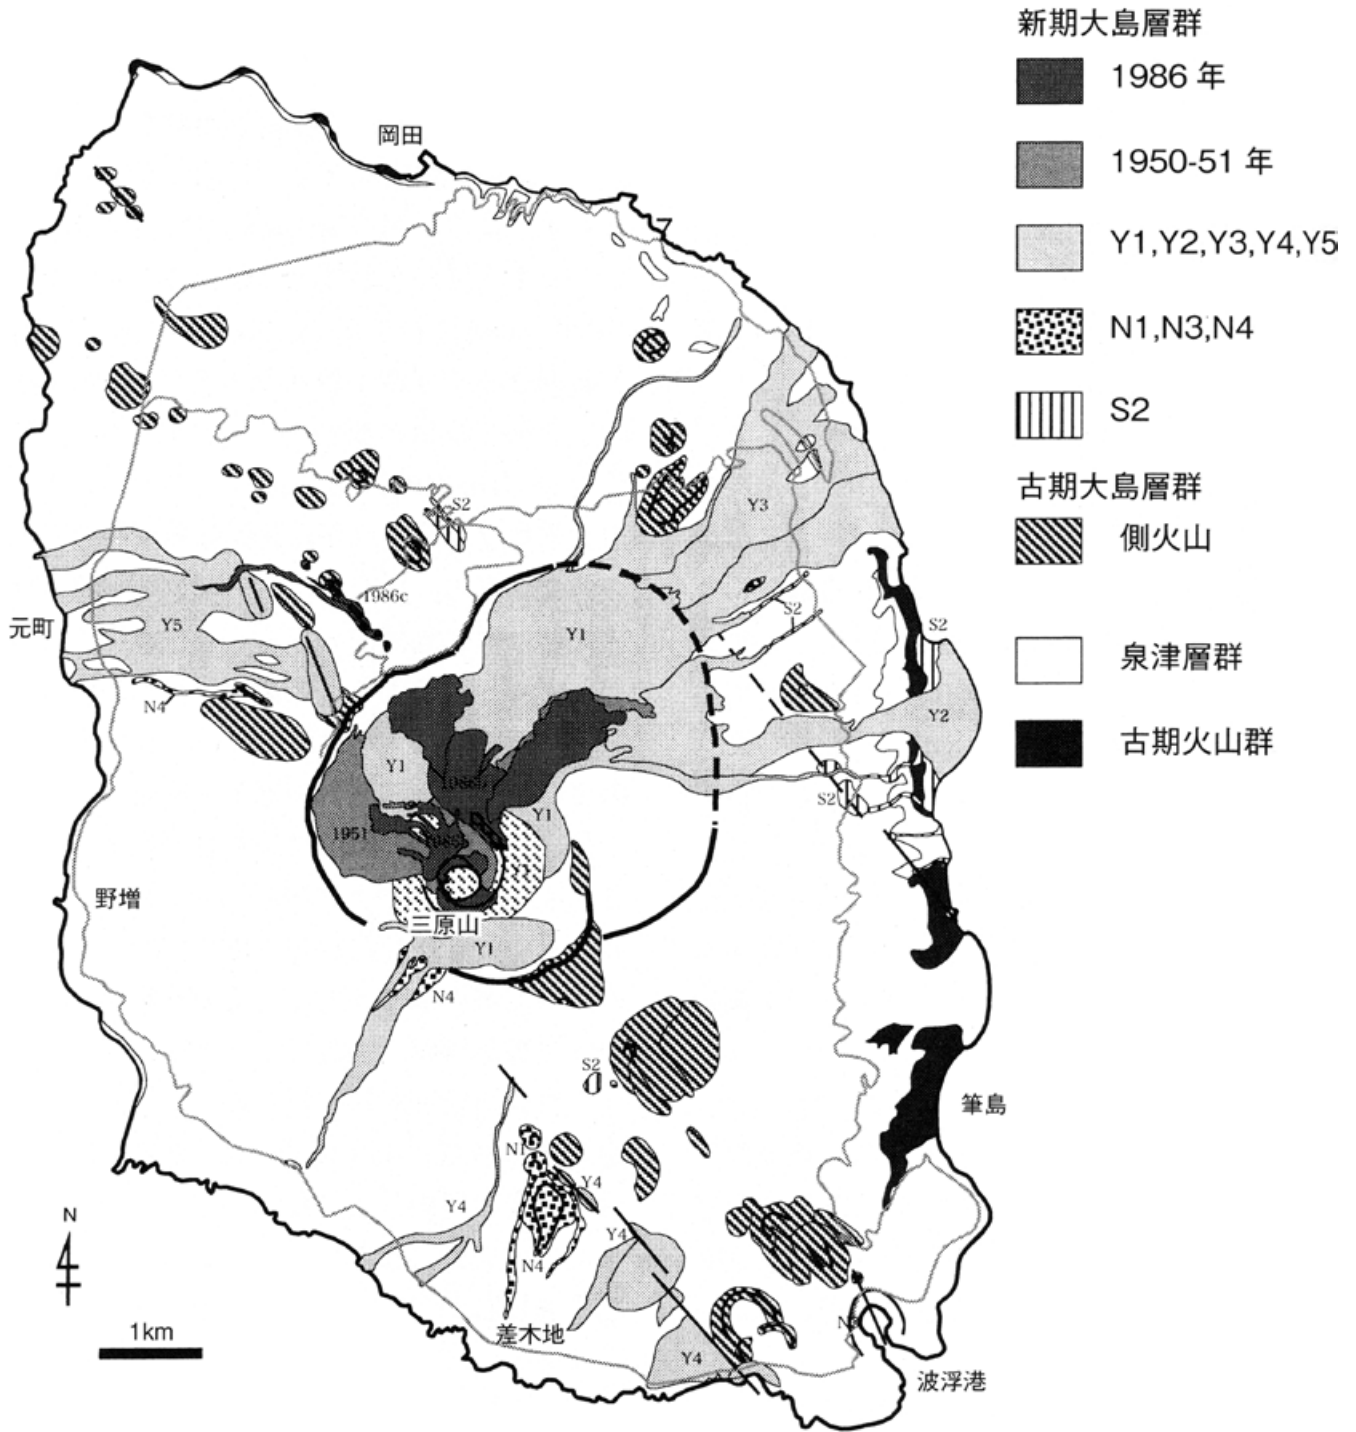 新期大島層群
1986 年
1950-51 年
Y1,Y2,Y3,Y4,Y5
N1,N3,N4
S2
古期大島層群
側火山
泉津層群
古期火山群
岡田
S2
Y3
1986c
S2
元町
Y5
Y1
S2
N4
Y2
Y1
Y1
1951
S2
野増
三原山
Y1
N4
S2
筆島
N1
Y4
Y4
Y4
N4
N
1km
差木地
Y4
波浮港